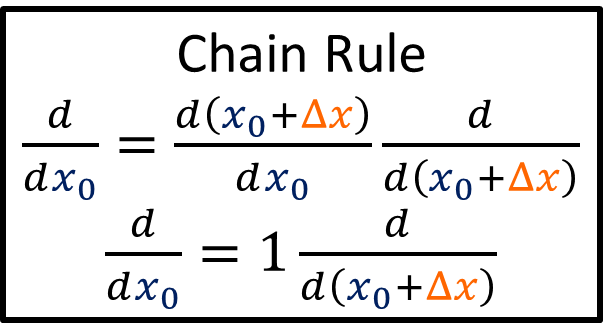 Chain Rule
d/dx₀ = d(x₀+Δx)/dx₀ d/d(x₀+Δx)
d/dx₀ = 1 d/d(x₀+Δx)